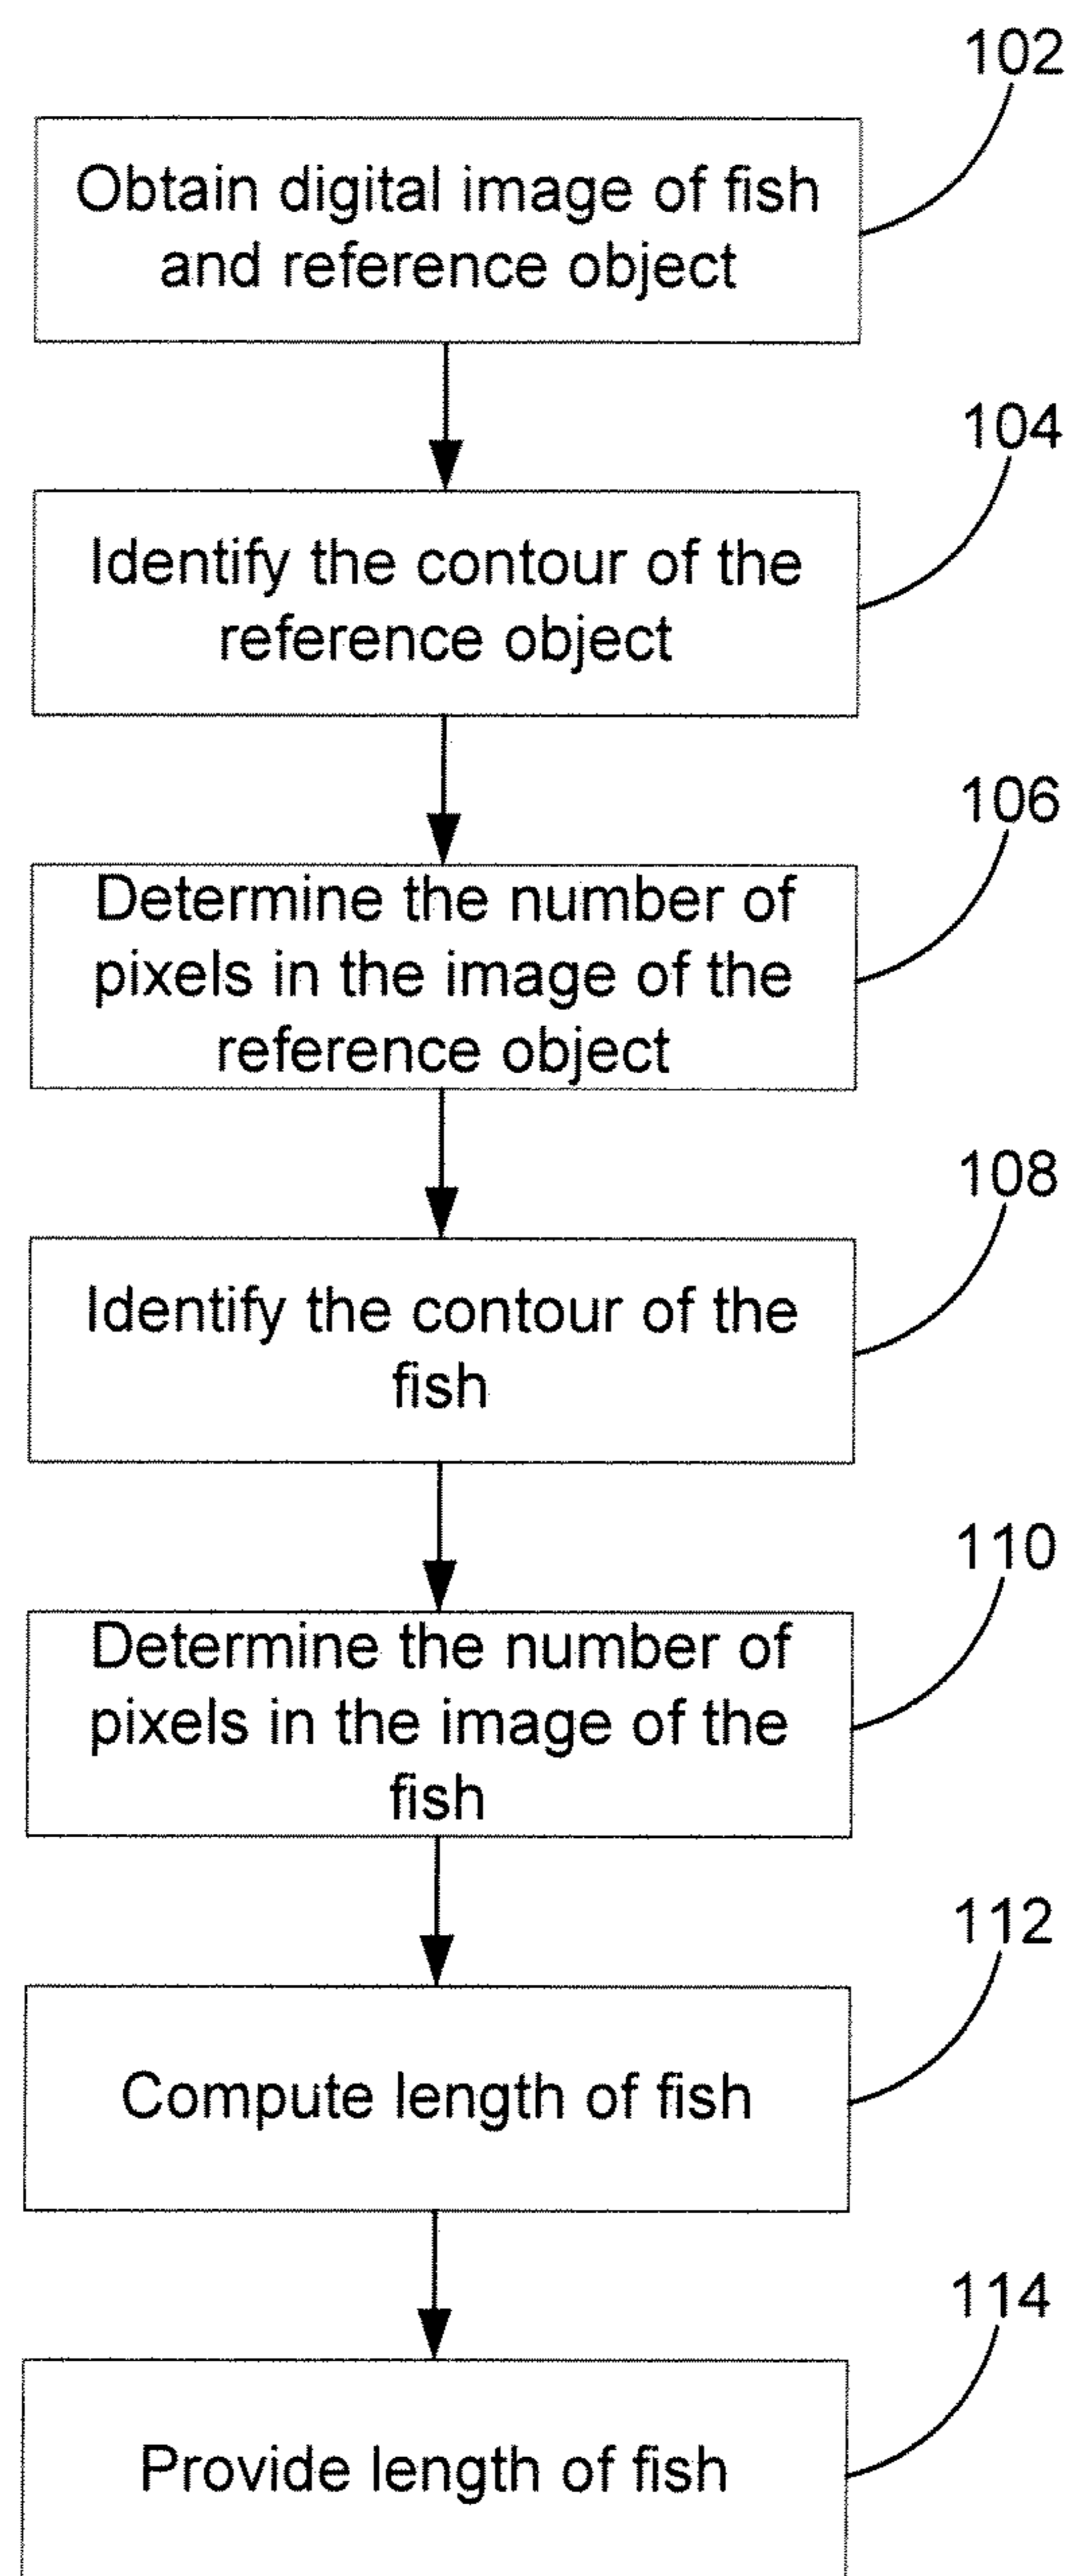 102
Obtain digital image of fish
and reference object
104
Identify the contour of the
reference object
106
Determine the number of
pixels in the image of the
reference object
108
Identify the contour of the
fish
110
Determine the number of
pixels in the image of the
fish
112
Compute length of fish
114
Provide length of fish